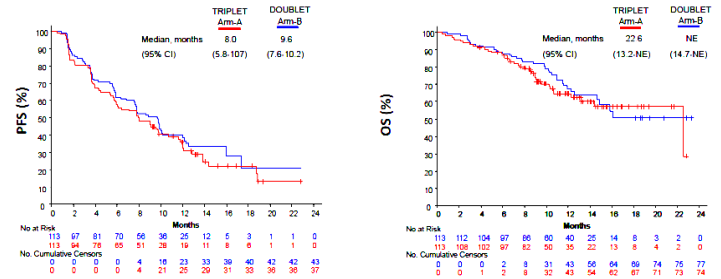 TRIPLET DOUBLET
Arm-A Arm-B
Median, months 8.0 9.6
(95% CI) (5.8-107) (7.6-10.2)
PFS (%)
100
90
80
70
60
50
40
30
20
10
0
0 2 4 6 8 10 12 14 16 18 20 22 24
Months
No at Risk
113 97 81 70 56 36 25 12 5 3 1 1 0
113 94 76 65 51 28 19 11 8 6 1 1 0
No. Cumulative Censors
0 0 0 0 4 16 23 33 39 40 42 42 43
0 0 0 0 4 21 25 29 31 33 36 36 37
TRIPLET DOUBLET
Arm-A Arm-B
Median, months 22.6 NE
(95% CI) (13.2-NE) (14.7-NE)
OS (%)
100
90
80
70
60
50
40
30
20
10
0
0 2 4 6 8 10 12 14 16 18 20 22 24
Months
No at Risk
113 112 104 97 86 60 40 25 14 8 3 2 0
113 108 102 97 82 50 35 22 13 8 4 2 0
No. Cumulative Censors
0 0 0 2 8 31 43 56 64 69 74 75 77
0 0 1 2 8 32 43 54 62 67 71 73 74